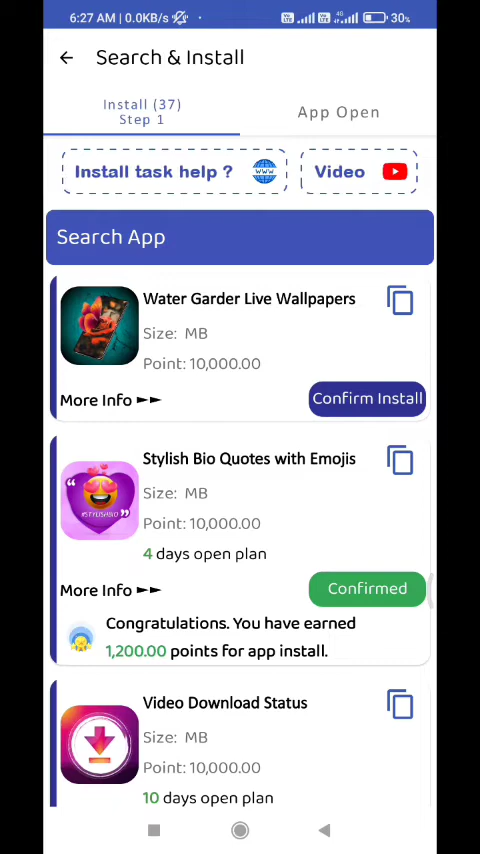 6:27 AM | 0.0KB/s
4G
30%
Search & Install
Install (37)
Step 1
App Open
Install task help ?
WWW
Video
Search App
Water Garder Live Wallpapers
Size: MB
Point: 10,000.00
More Info ►►
Confirm Install
Stylish Bio Quotes with Emojis
#STYLISHBIO
Size: MB
Point: 10,000.00
4 days open plan
More Info ►►
Confirmed
Congratulations. You have earned
1,200.00 points for app install.
Video Download Status
Size: MB
Point: 10,000.00
10 days open plan